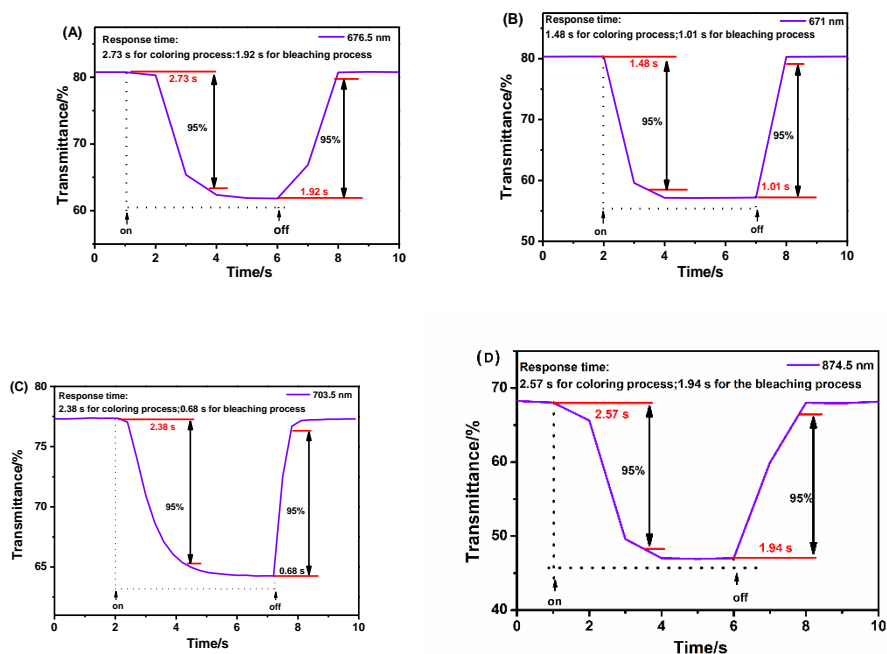 (A)
Response time:
676.5 nm
2.73 s for coloring process:1.92 s for bleaching process
2.73 s
95%
95%
1.92 s
on
off
80
70
60
Transmittance/%
0 2 4 6 8 10
Time/s
(B)
Response time:
671 nm
1.48 s for coloring process;1.01 s for bleaching process
1.48 s
95%
95%
1.01 s
on
off
80
70
60
50
Transmittance/%
0 2 4 6 8 10
Time/s
(C)
Response time:
703.5 nm
2.38 s for coloring process;0.68 s for bleaching process
2.38 s
95%
95%
0.68 s
on
off
80
75
70
65
Transmittance/%
0 2 4 6 8 10
Time/s
(D)
Response time:
874.5 nm
2.57 s for coloring process;1.94 s for the bleaching process
2.57 s
95%
95%
1.94 s
on
off
70
60
50
40
Transmittance/%
0 2 4 6 8 10
Time/s